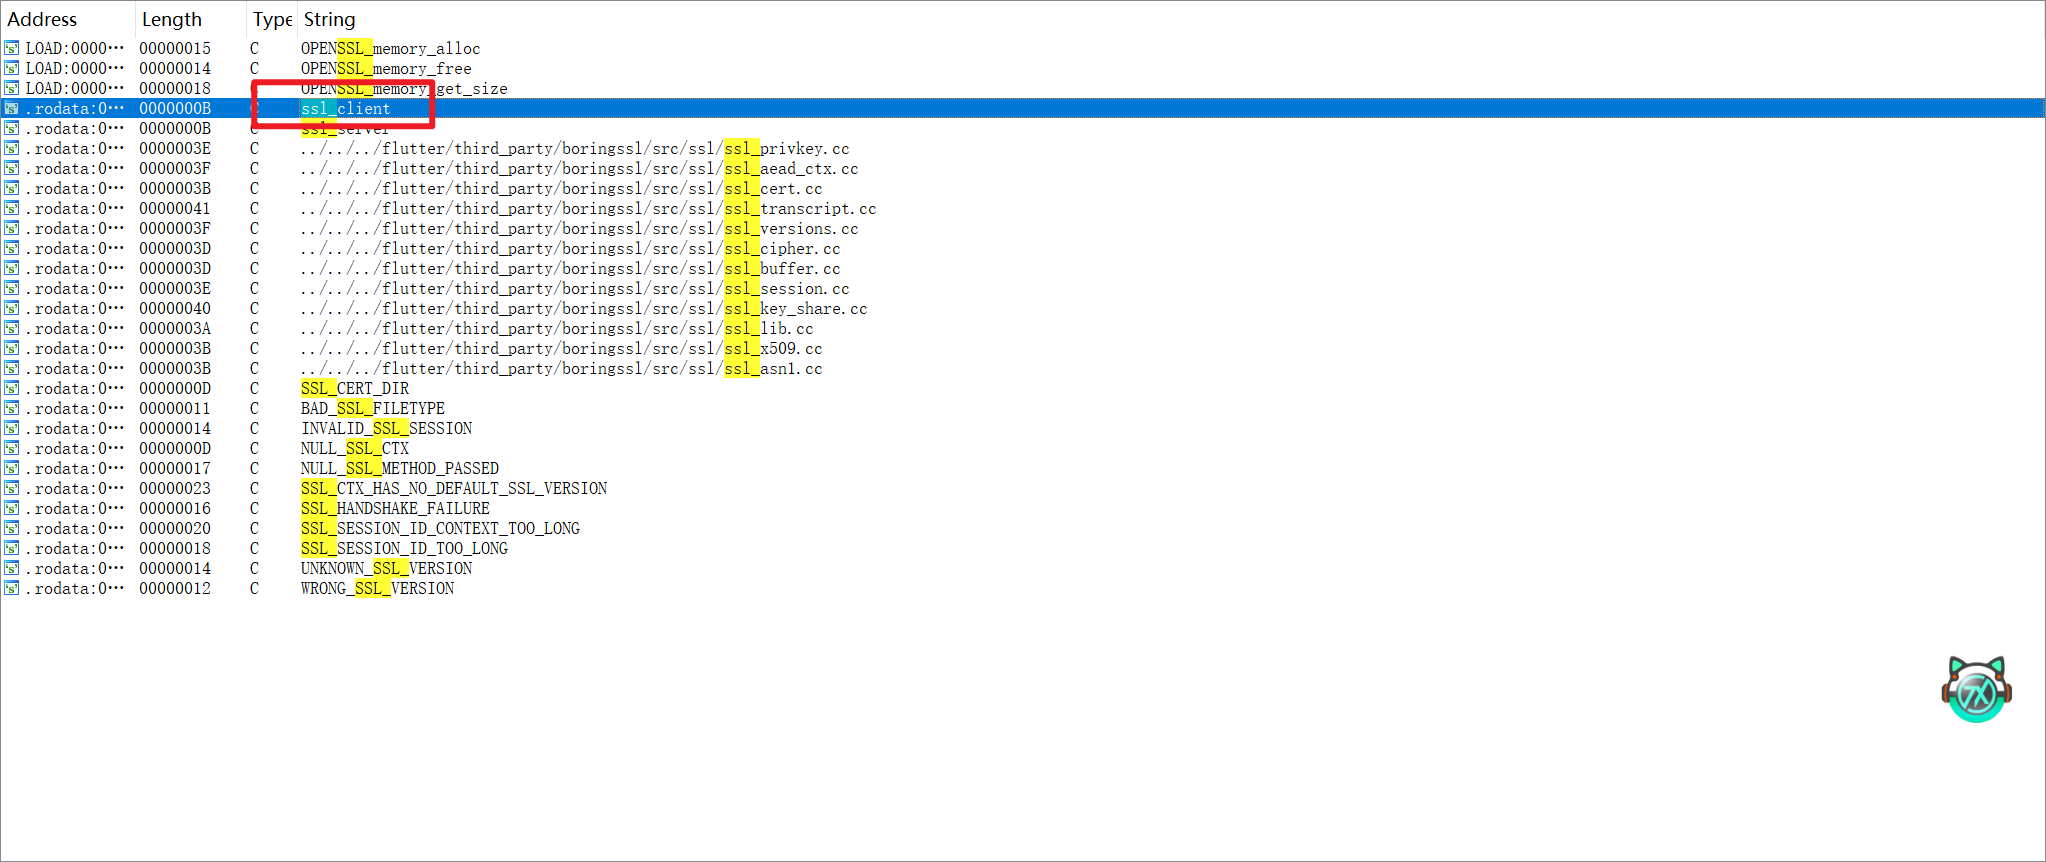 Address Length Type String
LOAD:0000··· 00000015 C OPENSSL_memory_alloc
LOAD:0000··· 00000014 C OPENSSL_memory_free
LOAD:0000··· 00000018 C OPENSSL_memory_get_size
.rodata:0··· 0000000B C ssl_client
.rodata:0··· 0000000B C ssl_server
.rodata:0··· 0000003E C ../../../flutter/third_party/boringssl/src/ssl/ssl_privkey.cc
.rodata:0··· 0000003F C ../../../flutter/third_party/boringssl/src/ssl/ssl_aead_ctx.cc
.rodata:0··· 0000003B C ../../../flutter/third_party/boringssl/src/ssl/ssl_cert.cc
.rodata:0··· 00000041 C ../../../flutter/third_party/boringssl/src/ssl/ssl_transcript.cc
.rodata:0··· 0000003F C ../../../flutter/third_party/boringssl/src/ssl/ssl_versions.cc
.rodata:0··· 0000003D C ../../../flutter/third_party/boringssl/src/ssl/ssl_cipher.cc
.rodata:0··· 0000003D C ../../../flutter/third_party/boringssl/src/ssl/ssl_buffer.cc
.rodata:0··· 0000003E C ../../../flutter/third_party/boringssl/src/ssl/ssl_session.cc
.rodata:0··· 00000040 C ../../../flutter/third_party/boringssl/src/ssl/ssl_key_share.cc
.rodata:0··· 0000003A C ../../../flutter/third_party/boringssl/src/ssl/ssl_lib.cc
.rodata:0··· 0000003B C ../../../flutter/third_party/boringssl/src/ssl/ssl_x509.cc
.rodata:0··· 0000003B C ../../../flutter/third_party/boringssl/src/ssl/ssl_asn1.cc
.rodata:0··· 0000000D C SSL_CERT_DIR
.rodata:0··· 00000011 C BAD_SSL_FILETYPE
.rodata:0··· 00000014 C INVALID_SSL_SESSION
.rodata:0··· 0000000D C NULL_SSL_CTX
.rodata:0··· 00000017 C NULL_SSL_METHOD_PASSED
.rodata:0··· 00000023 C SSL_CTX_HAS_NO_DEFAULT_SSL_VERSION
.rodata:0··· 00000016 C SSL_HANDSHAKE_FAILURE
.rodata:0··· 00000020 C SSL_SESSION_ID_CONTEXT_TOO_LONG
.rodata:0··· 00000018 C SSL_SESSION_ID_TOO_LONG
.rodata:0··· 00000014 C UNKNOWN_SSL_VERSION
.rodata:0··· 00000012 C WRONG_SSL_VERSION